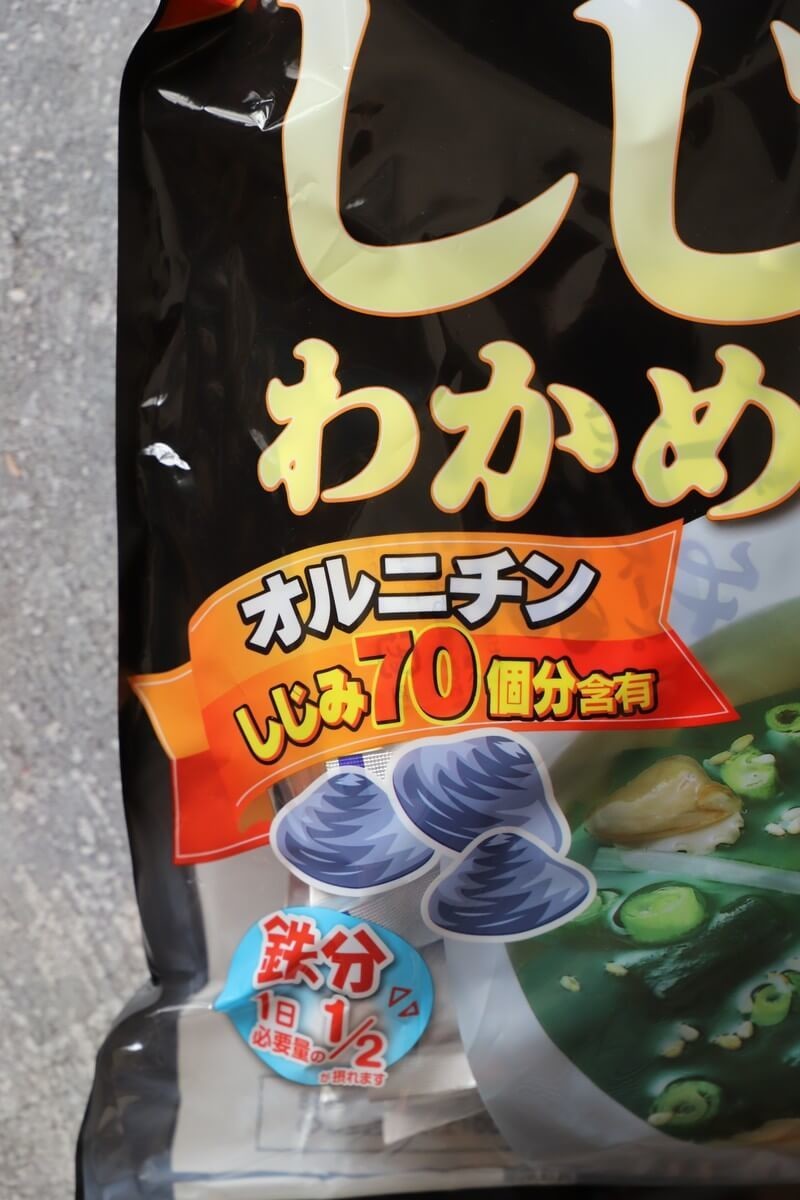 しじ
わかめ
オルニチン
しじみ70個分含有
鉄分
1日
必要量の1/2
が摂れます